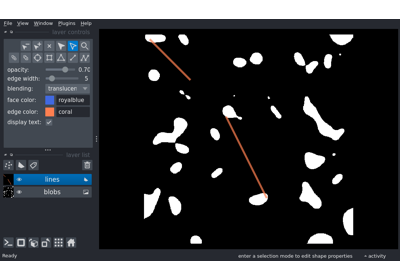 File View Window Plugins Help
layer controls
opacity: 0.70
edge width: 5
blending: translucen
face color: royalblue
edge color: coral
display text:
layer list
lines
blobs
Ready enter a selection mode to edit shape properties activity